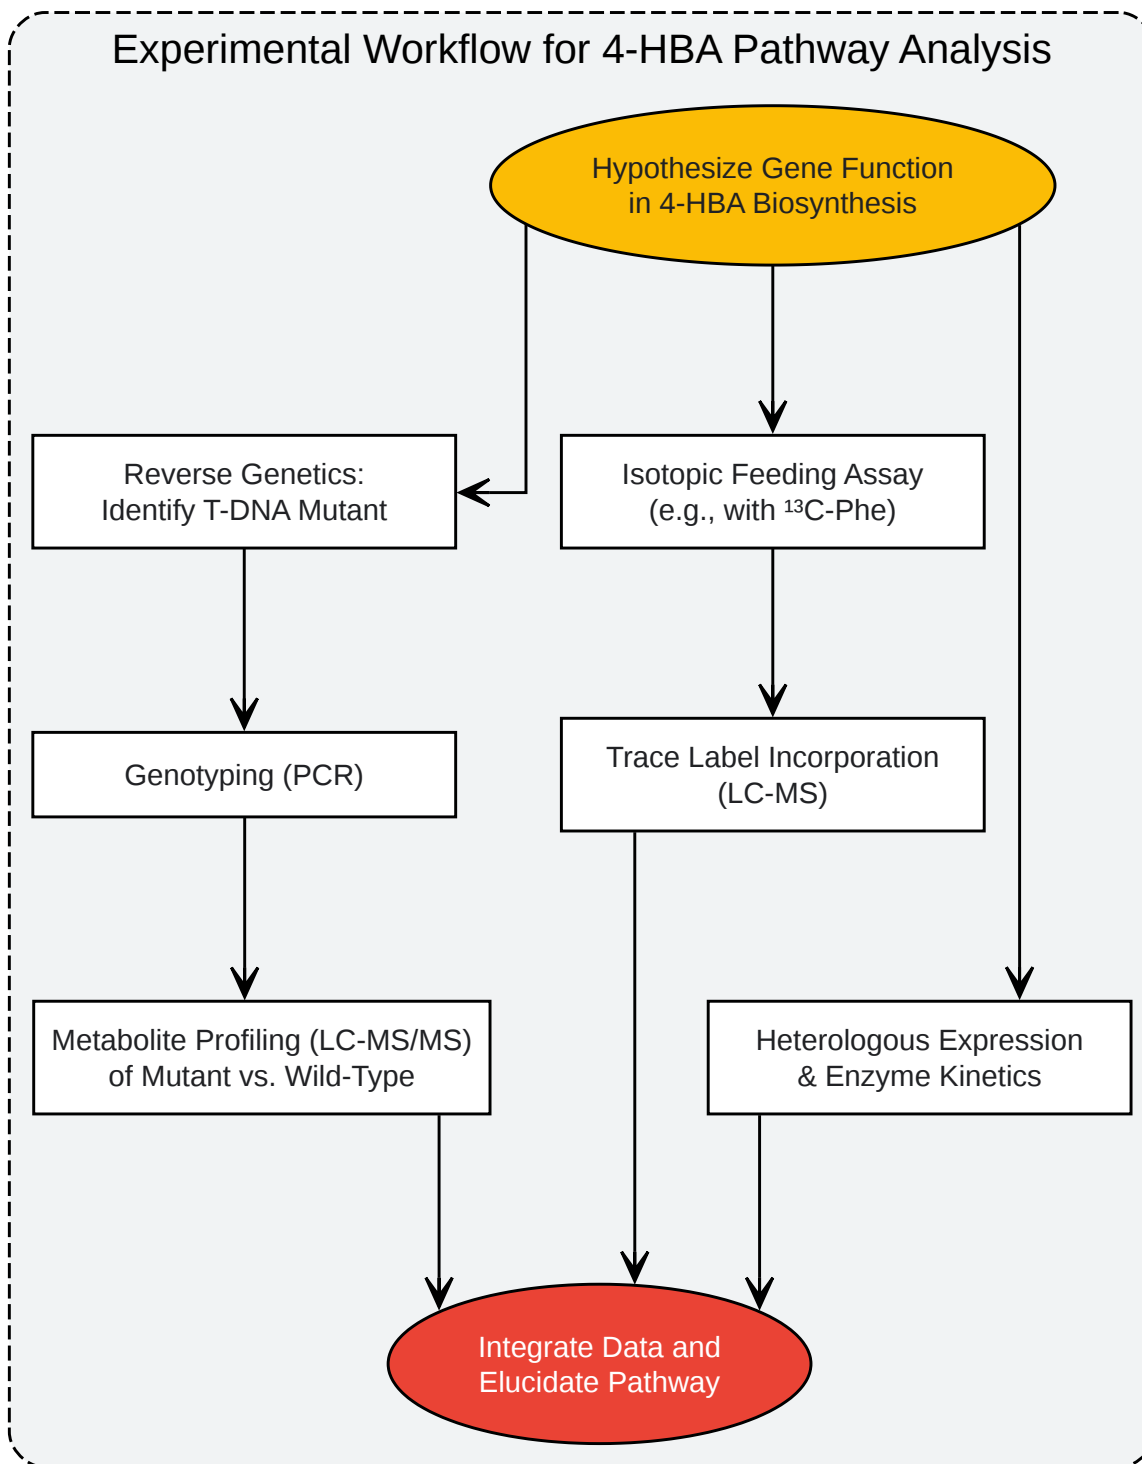 Experimental Workflow for 4-HBA Pathway Analysis
Hypothesize Gene Function
in 4-HBA Biosynthesis
Reverse Genetics:
Identify T-DNA Mutant
Isotopic Feeding Assay
(e.g., with ¹³C-Phe)
Genotyping (PCR)
Trace Label Incorporation
(LC-MS)
Metabolite Profiling (LC-MS/MS)
of Mutant vs. Wild-Type
Heterologous Expression
& Enzyme Kinetics
Integrate Data and
Elucidate Pathway